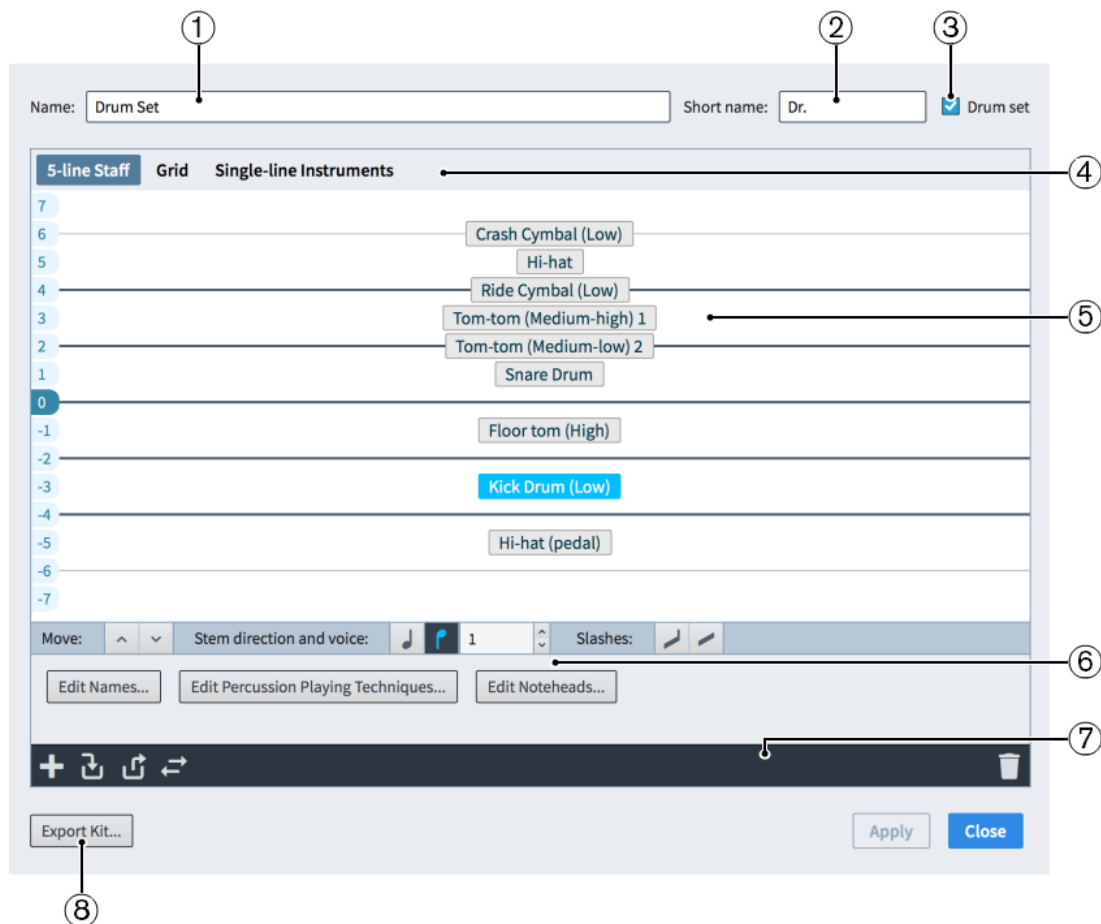 ① ② ③
Name: Drum Set Short name: Dr. Drum set
5-line Staff Grid Single-line Instruments ④
7
6 Crash Cymbal (Low)
5 Hi-hat
4 Ride Cymbal (Low)
3 Tom-tom (Medium-high) 1 ⑤
2 Tom-tom (Medium-low) 2
1 Snare Drum
0
-1 Floor tom (High)
-2
-3 Kick Drum (Low)
-4
-5 Hi-hat (pedal)
-6
-7
Move: Stem direction and voice: 1 Slashes:
⑥
Edit Names... Edit Percussion Playing Techniques... Edit Noteheads...
⑦
Export Kit... Apply Close
⑧